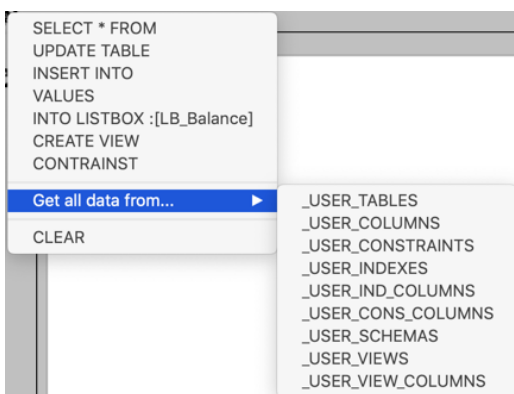 SELECT * FROM
UPDATE TABLE
INSERT INTO
VALUES
INTO LISTBOX :[LB_Balance]
CREATE VIEW
CONTRAINST
Get all data from...
CLEAR
_USER_TABLES
_USER_COLUMNS
_USER_CONSTRAINTS
_USER_INDEXES
_USER_IND_COLUMNS
_USER_CONS_COLUMNS
_USER_SCHEMAS
_USER_VIEWS
_USER_VIEW_COLUMNS